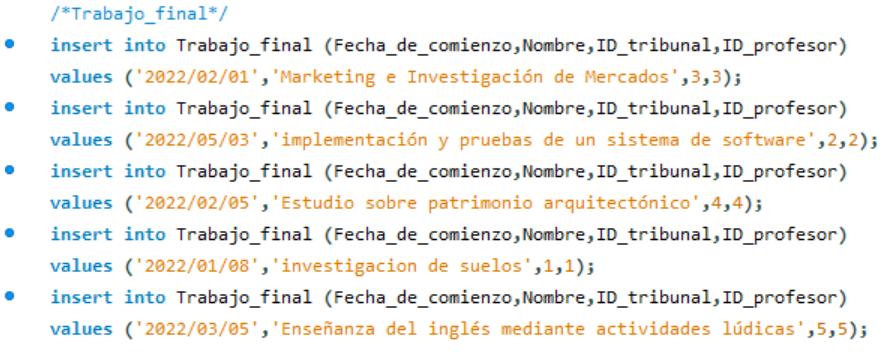 /*Trabajo_final*/
insert into Trabajo_final (Fecha_de_comienzo,Nombre,ID_tribunal,ID_profesor)
values ('2022/02/01','Marketing e Investigación de Mercados',3,3);
insert into Trabajo_final (Fecha_de_comienzo,Nombre,ID_tribunal,ID_profesor)
values ('2022/05/03','implementación y pruebas de un sistema de software',2,2);
insert into Trabajo_final (Fecha_de_comienzo,Nombre,ID_tribunal,ID_profesor)
values ('2022/02/05','Estudio sobre patrimonio arquitectónico',4,4);
insert into Trabajo_final (Fecha_de_comienzo,Nombre,ID_tribunal,ID_profesor)
values ('2022/01/08','investigacion de suelos',1,1);
insert into Trabajo_final (Fecha_de_comienzo,Nombre,ID_tribunal,ID_profesor)
values ('2022/03/05','Enseñanza del inglés mediante actividades lúdicas',5,5);